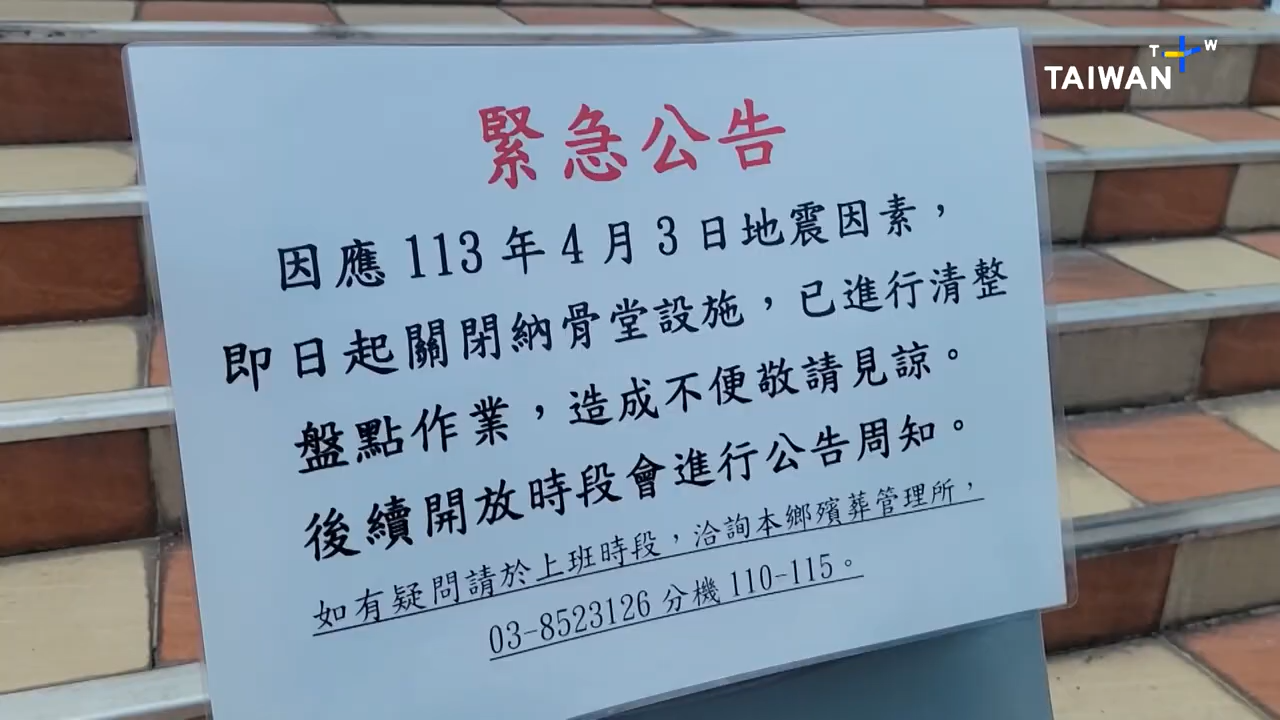 TAIWAN
T W
緊急公告
因應 113 年 4 月 3 日地震因素，
即日起關閉納骨堂設施，已進行清整
盤點作業，造成不便敬請見諒。
後續開放時段會進行公告周知。
如有疑問請於上班時段，洽詢本鄉殯葬管理所，
03-8523126 分機 110-115。